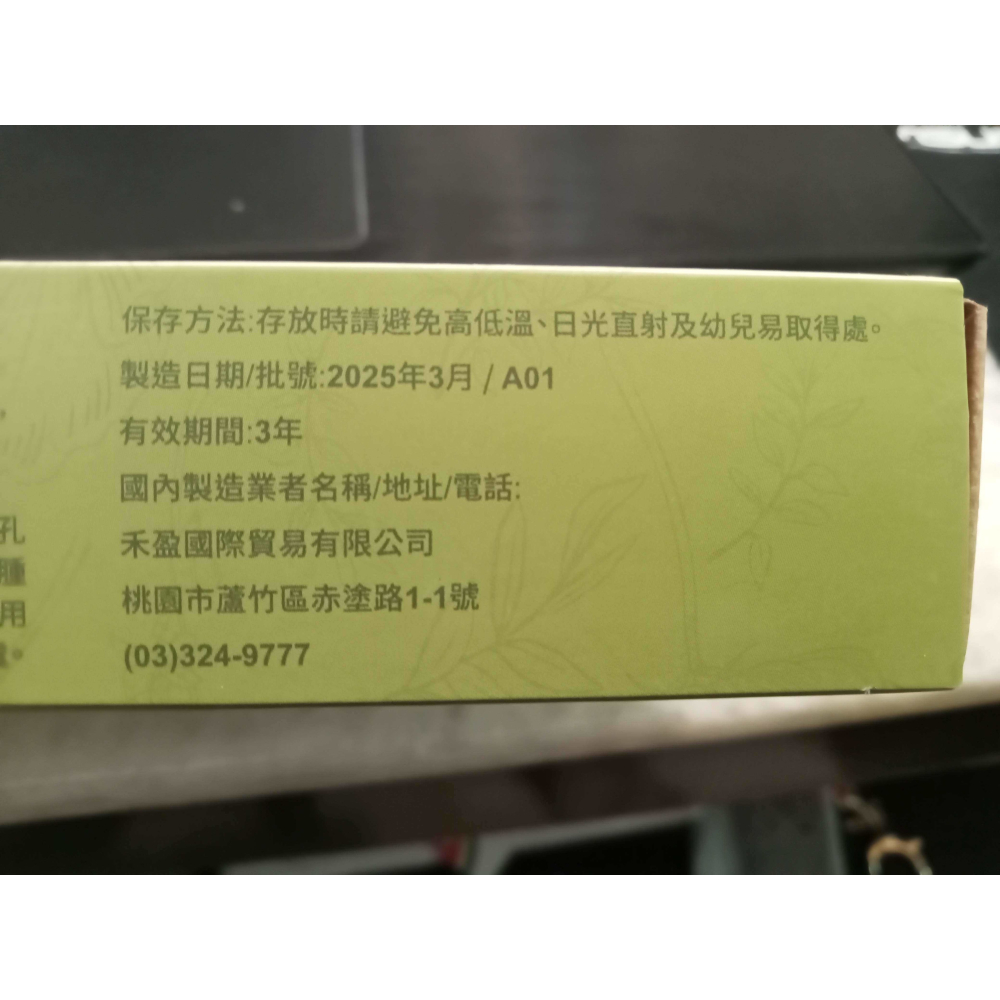 保存方法:存放時請避免高低溫、日光直射及幼兒易取得處。
製造日期/批號:2025年3月 / A01
有效期間:3年
國內製造業者名稱/地址/電話:
禾盈國際貿易有限公司
桃園市蘆竹區赤塗路1-1號
(03)324-9777
孔
腫
用